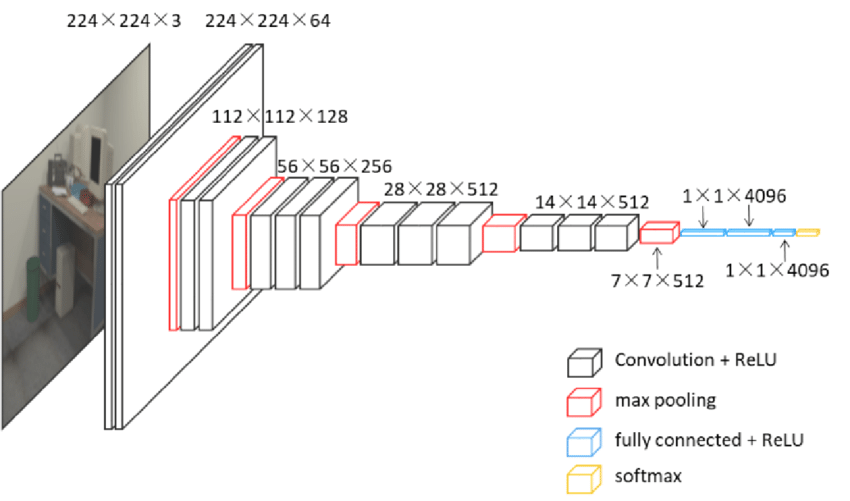 224×224×3
224×224×64
112×112×128
56×56×256
28×28×512
14×14×512
1×1×4096
7×7×512
1×1×4096
Convolution + ReLU
max pooling
fully connected + ReLU
softmax